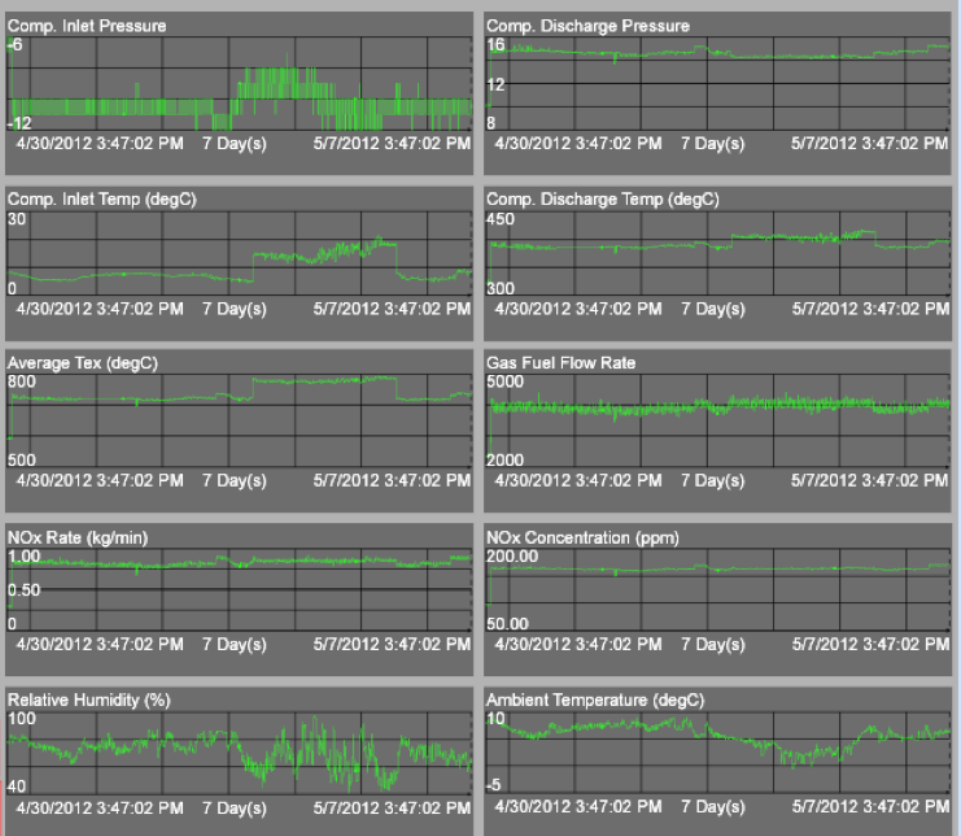 Comp. Inlet Pressure
-6
-12
4/30/2012 3:47:02 PM 7 Day(s) 5/7/2012 3:47:02 PM
Comp. Discharge Pressure
16
12
8
4/30/2012 3:47:02 PM 7 Day(s) 5/7/2012 3:47:02 PM
Comp. Inlet Temp (degC)
30
0
4/30/2012 3:47:02 PM 7 Day(s) 5/7/2012 3:47:02 PM
Comp. Discharge Temp (degC)
450
300
4/30/2012 3:47:02 PM 7 Day(s) 5/7/2012 3:47:02 PM
Average Tex (degC)
800
500
4/30/2012 3:47:02 PM 7 Day(s) 5/7/2012 3:47:02 PM
Gas Fuel Flow Rate
5000
2000
4/30/2012 3:47:02 PM 7 Day(s) 5/7/2012 3:47:02 PM
NOx Rate (kg/min)
1.00
0.50
0
4/30/2012 3:47:02 PM 7 Day(s) 5/7/2012 3:47:02 PM
NOx Concentration (ppm)
200.00
50.00
4/30/2012 3:47:02 PM 7 Day(s) 5/7/2012 3:47:02 PM
Relative Humidity (%)
100
40
4/30/2012 3:47:02 PM 7 Day(s) 5/7/2012 3:47:02 PM
Ambient Temperature (degC)
10
-5
4/30/2012 3:47:02 PM 7 Day(s) 5/7/2012 3:47:02 PM